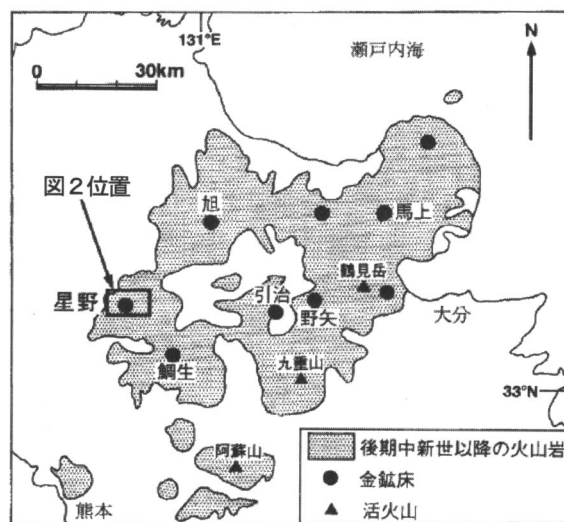 131°E
瀬戸内海
N
0 30km
図2位置
旭
馬上
鶴見岳
星野
引治
野矢
大分
鯛生
九重山
33°N
阿蘇山
熊本
後期中新世以降の火山岩
金鉱床
活火山